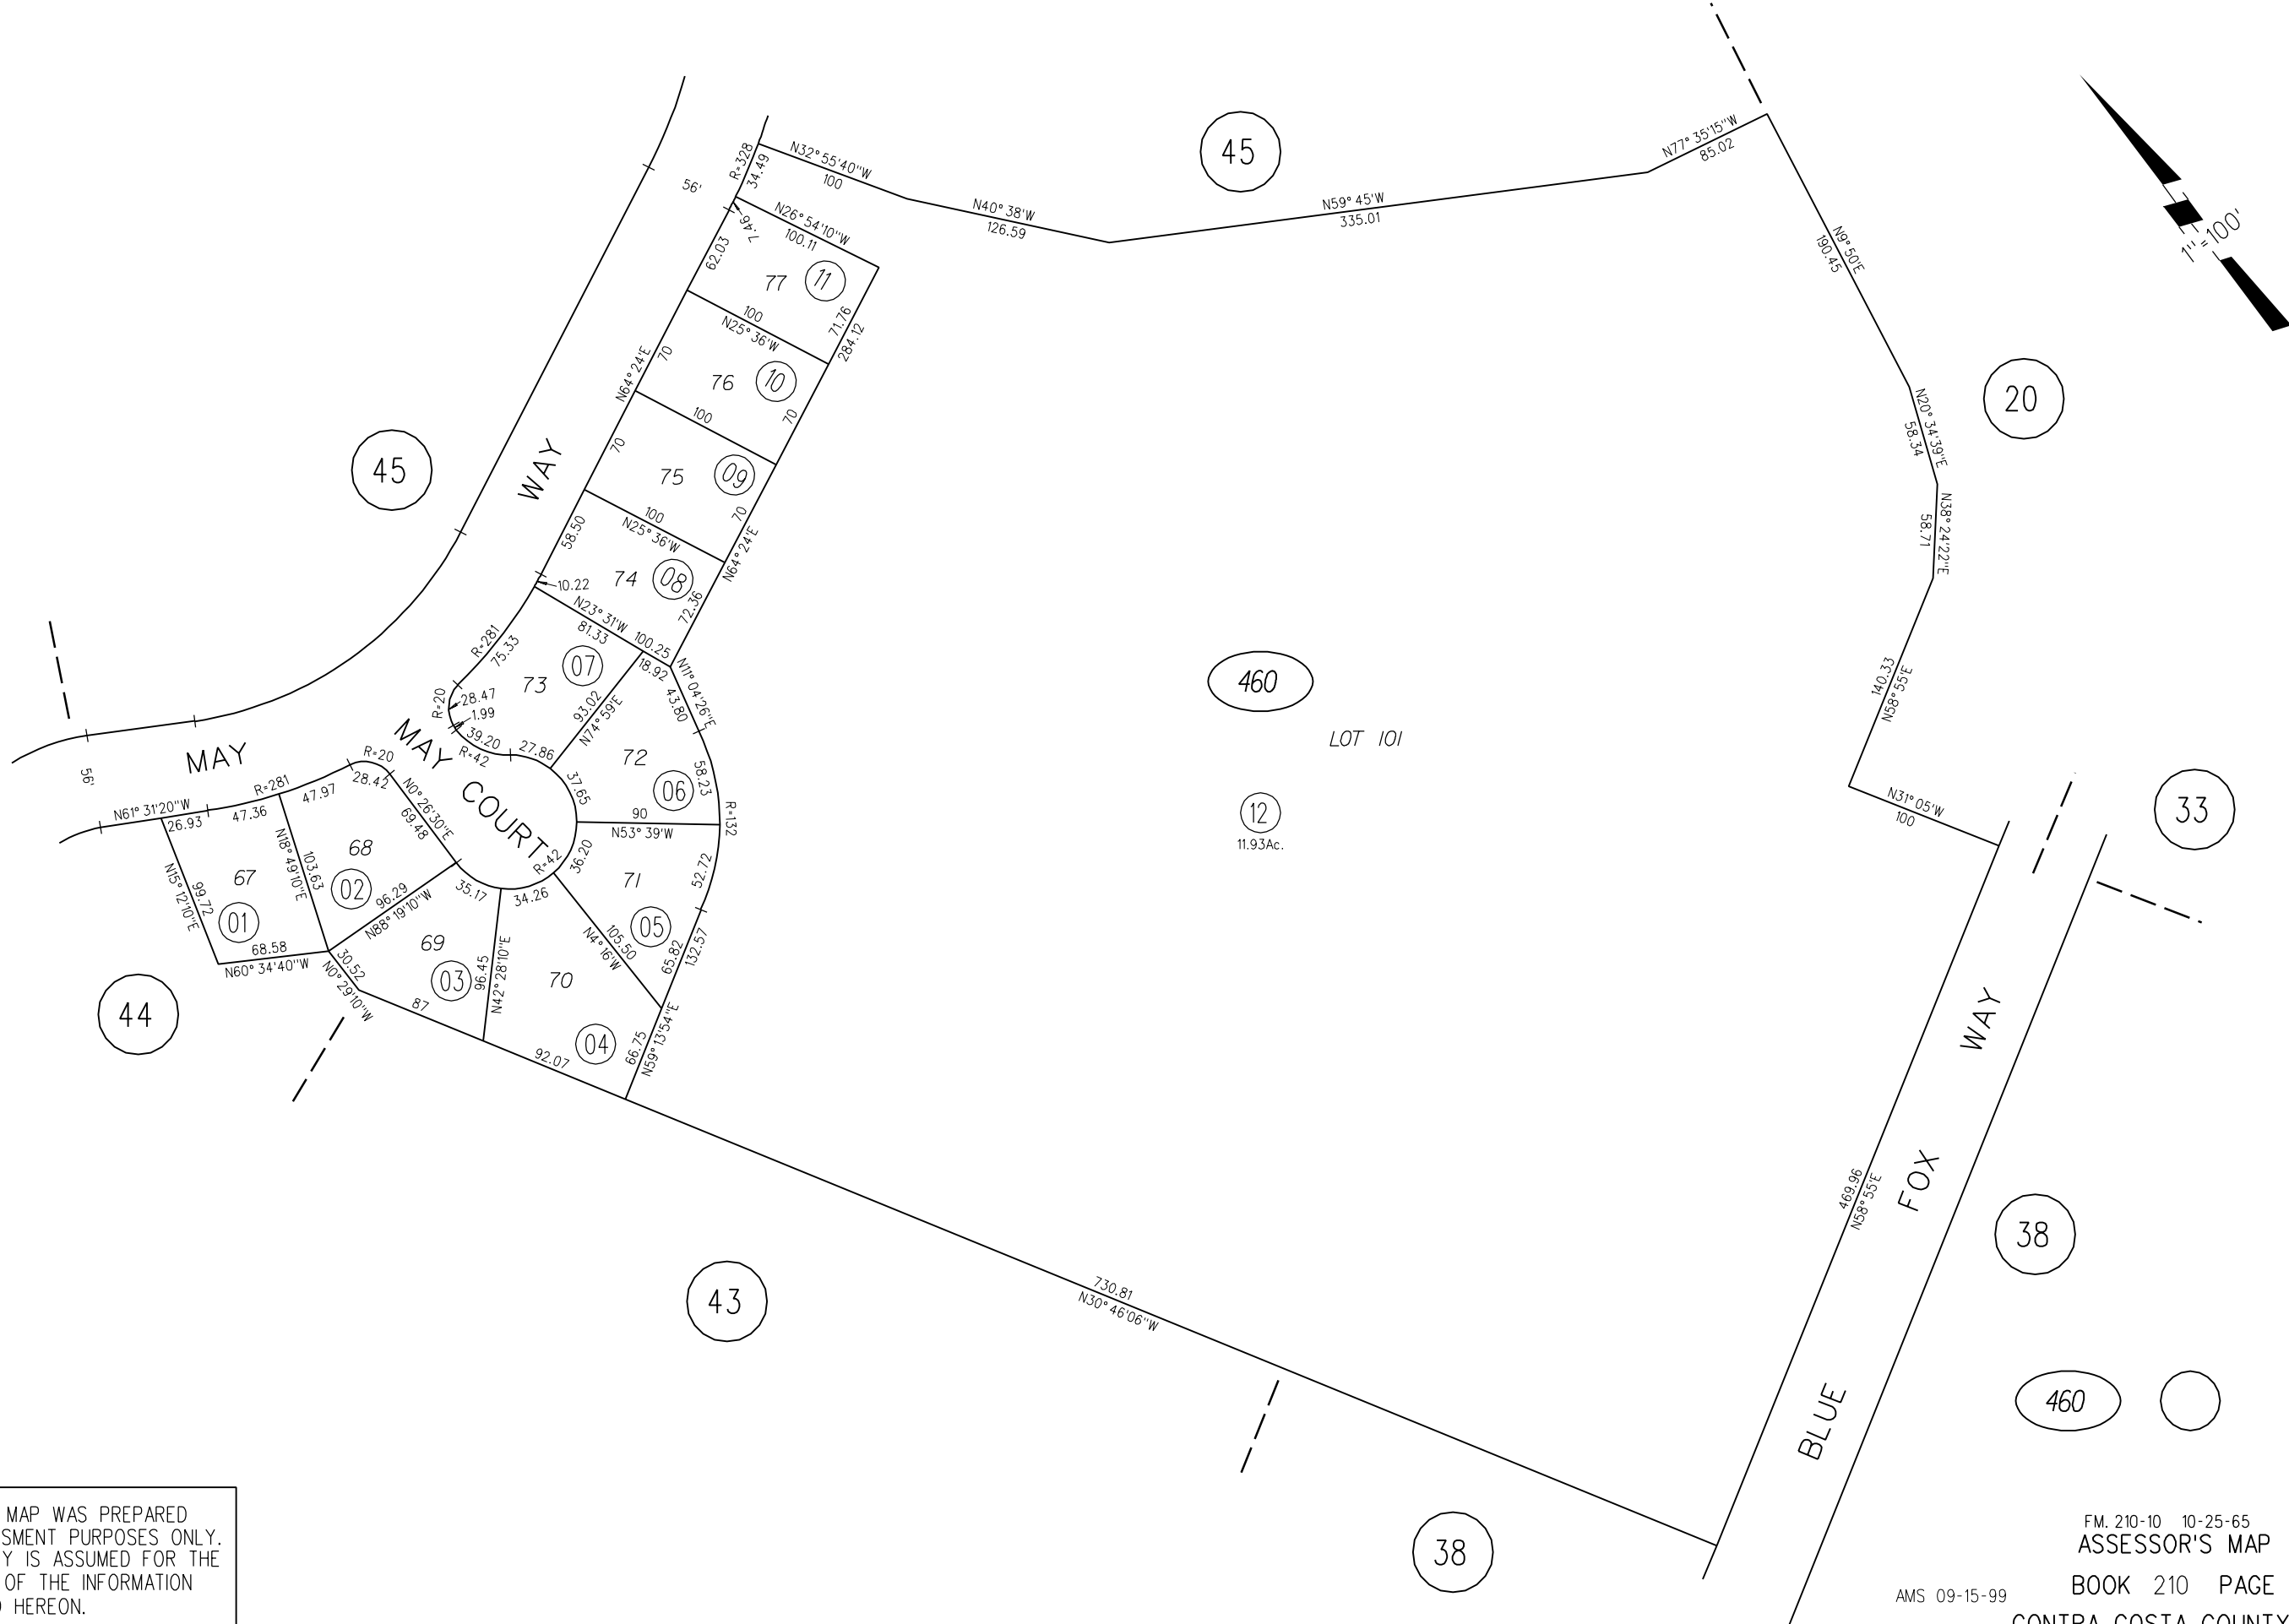 45
N77° 35'15"W
85.02
N32° 55'40"W
100
R=328
34.49
56'
N40° 38'W
126.59
N59° 45'W
335.01
1"=100'
N26° 54'10"W
100.11
7.46
62.03
77
11
N9° 50'E
190.45
71.76
284.12
100
N25° 36'W
N64° 24'E
70
76
10
20
N20° 34'39"E
58.34
100
70
70
75
09
45
WAY
100
N25° 36'W
70
N64° 24'E
58.50
N38° 24'22"E
58.71
74
08
10.22
72.36
N23° 31'W
81.33
100.25
18.92
R=281
75.33
73
07
N11° 04'26"E
43.80
460
LOT 101
140.33
N58° 55'E
R=20
28.47
1.99
39.20
R=42
27.86
93.02
N74° 59'E
72
06
58.23
37.65
MAY
56'
MAY COURT
R=20
28.42
N0° 26'30"E
69.48
90
N53° 39'W
R=132
12
11.93Ac.
N31° 05'W
100
33
N61° 31'20"W
26.93
47.36
R=281
47.97
N18° 49'10"E
103.63
68
02
67
01
N15° 12'10"E
99.72
68.58
N60° 34'40"W
96.29
N88° 19'10"W
35.17
34.26
R=42
36.20
71
05
52.72
105.50
N4° 16'W
65.82
132.57
30.52
N0° 29'10"W
69
03
87
96.45
N42° 28'10"E
70
04
92.07
66.75
N59° 13'54"E
44
43
730.81
N30° 46'06"W
469.96
N58° 55'E
BLUE FOX WAY
38
38
460
MAP WAS PREPARED
SMENT PURPOSES ONLY.
Y IS ASSUMED FOR THE
OF THE INFORMATION
HEREON.
FM. 210-10 10-25-65
ASSESSOR'S MAP
AMS 09-15-99
BOOK 210 PAGE
CONTRA COSTA COUNTY